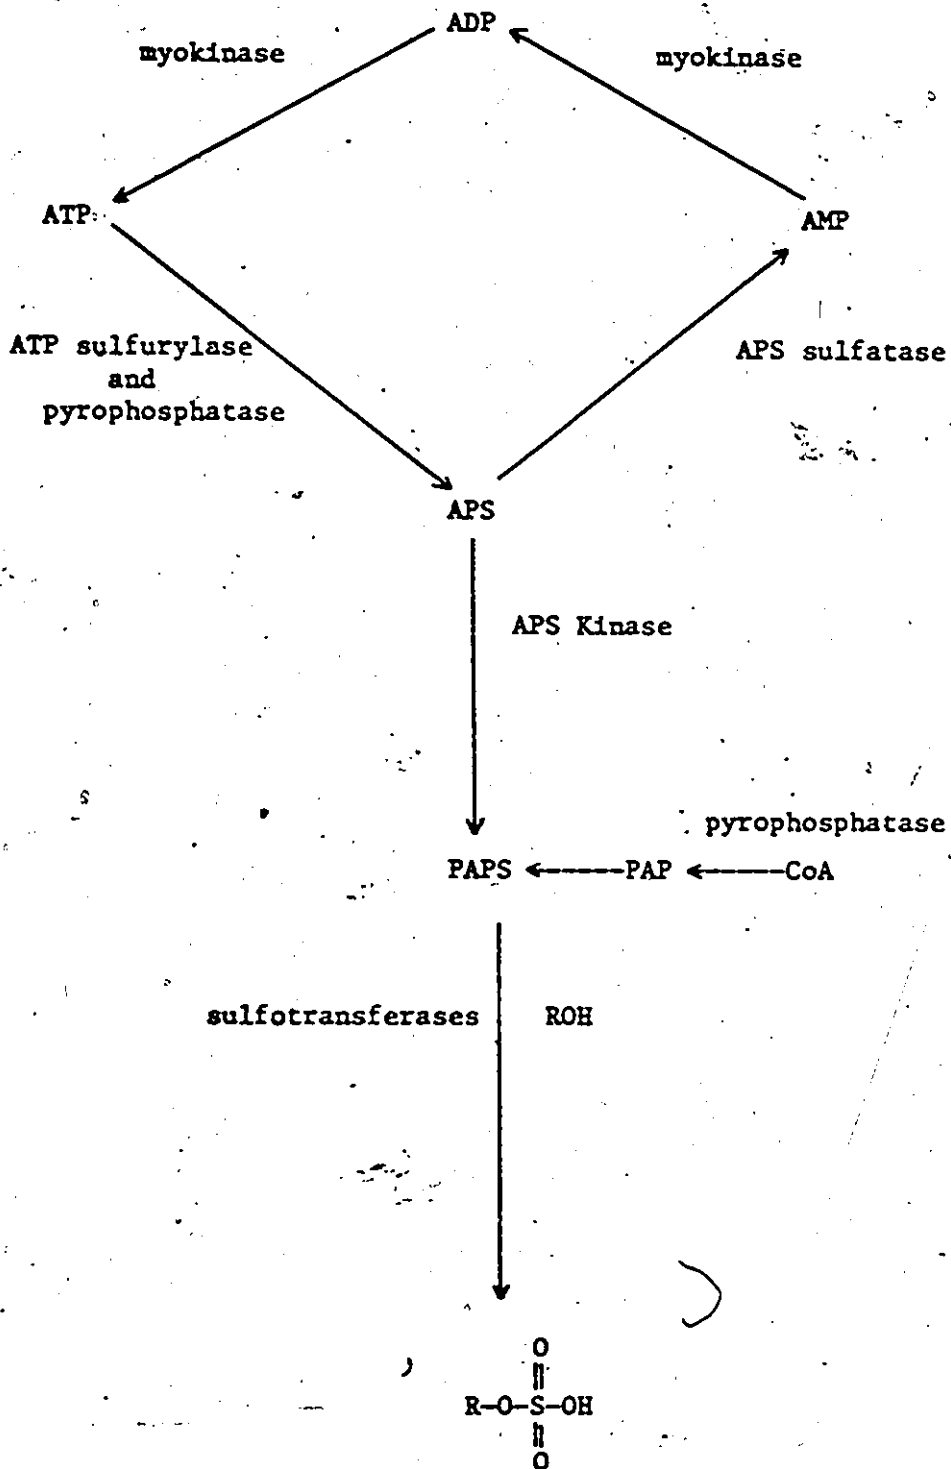 ADP
myokinase
myokinase
ATP
AMP
ATP sulfurylase
and
pyrophosphatase
APS sulfatase
APS
APS Kinase
pyrophosphatase
PAPS PAP CoA
sulfotransferases ROH
O
R-O-S-OH
O